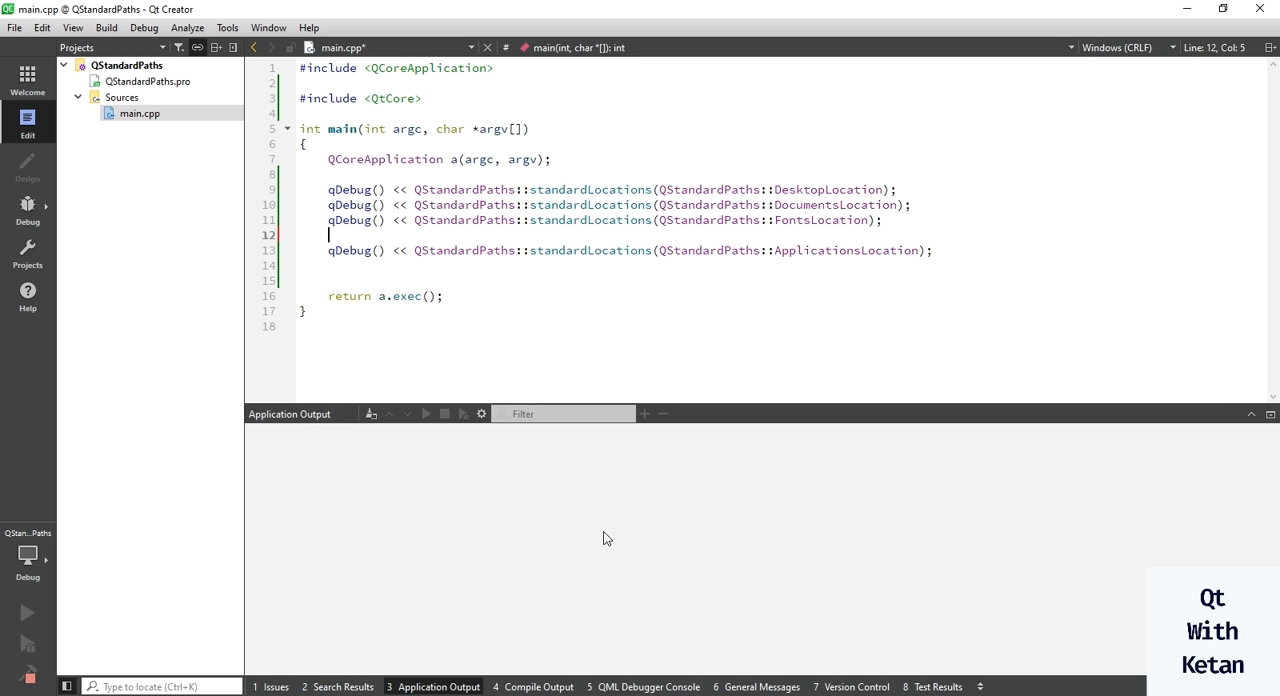 main.cpp @ QStandardPaths - Qt Creator
File Edit View Build Debug Analyze Tools Window Help
Projects main.cpp* # main(int, char *[]): int Windows (CRLF) Line: 12, Col: 5
Welcome
Edit
Design
Debug
Projects
Help
QStan...Paths
Debug
QStandardPaths
QStandardPaths.pro
Sources
main.cpp
1 #include <QCoreApplication>
2
3 #include <QtCore>
4
5 int main(int argc, char *argv[])
6 {
7 QCoreApplication a(argc, argv);
8
9 qDebug() << QStandardPaths::standardLocations(QStandardPaths::DesktopLocation);
10 qDebug() << QStandardPaths::standardLocations(QStandardPaths::DocumentsLocation);
11 qDebug() << QStandardPaths::standardLocations(QStandardPaths::FontsLocation);
12
13 qDebug() << QStandardPaths::standardLocations(QStandardPaths::ApplicationsLocation);
14
15
16 return a.exec();
17 }
18
Application Output Filter
Qt
With
Ketan
Type to locate (Ctrl+K) 1 Issues 2 Search Results 3 Application Output 4 Compile Output 5 QML Debugger Console 6 General Messages 7 Version Control 8 Test Results